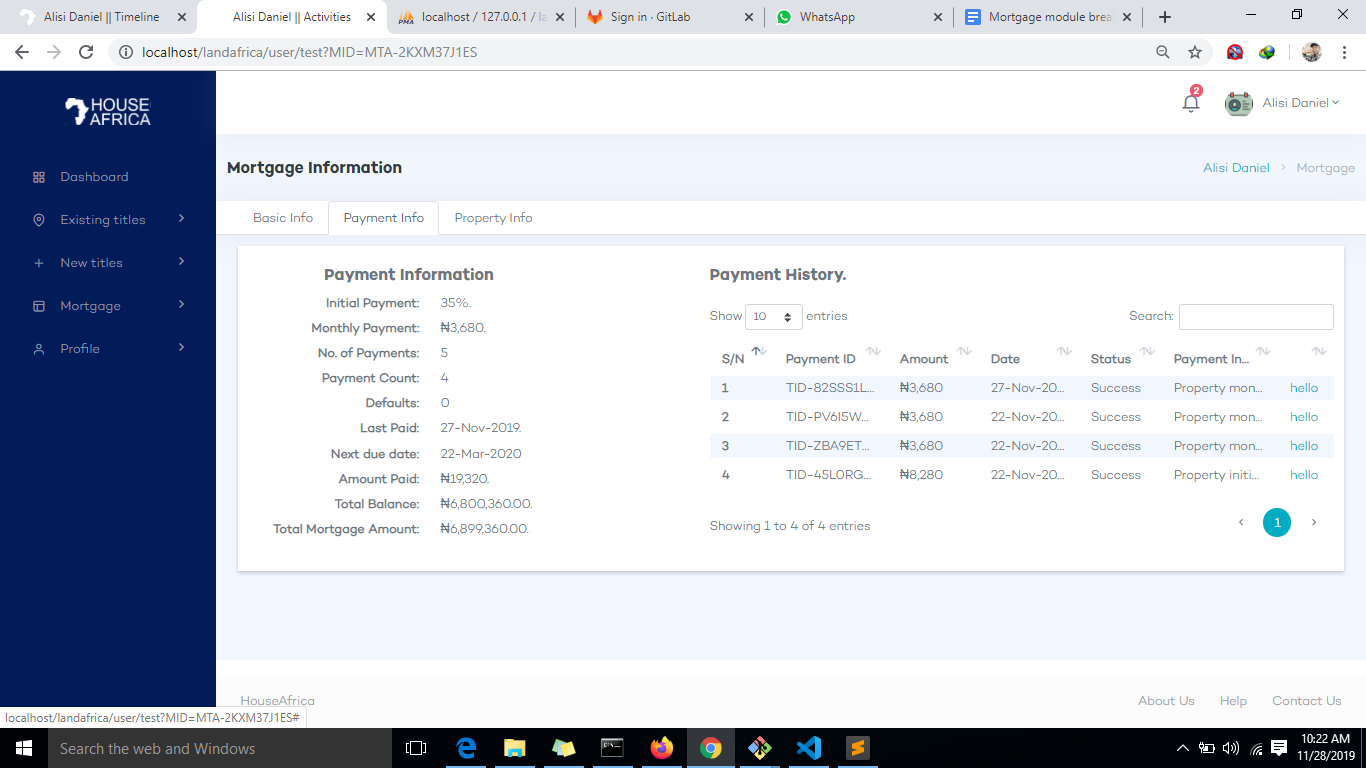 Alisi Daniel || Timeline
Alisi Daniel || Activities
localhost / 127.0.0.1 / la
Sign in · GitLab
WhatsApp
Mortgage module brea
localhost/landafrica/user/test?MID=MTA-2KXM37J1ES
HOUSE
AFRICA
2
Alisi Daniel
Dashboard
Existing titles
New titles
Mortgage
Profile
Mortgage Information
Alisi Daniel > Mortgage
Basic Info
Payment Info
Property Info
Payment Information
Initial Payment: 35%.
Monthly Payment: ₦3,680.
No. of Payments: 5
Payment Count: 4
Defaults: 0
Last Paid: 27-Nov-2019.
Next due date: 22-Mar-2020
Amount Paid: ₦19,320.
Total Balance: ₦6,800,360.00.
Total Mortgage Amount: ₦6,899,360.00.
Payment History.
Show 10 entries
Search:
S/N Payment ID Amount Date Status Payment In...
1 TID-82SSS1L... ₦3,680 27-Nov-20... Success Property mon... hello
2 TID-PV6I5W... ₦3,680 22-Nov-20... Success Property mon... hello
3 TID-ZBA9ET... ₦3,680 22-Nov-20... Success Property mon... hello
4 TID-45L0RG... ₦8,280 22-Nov-20... Success Property initi... hello
Showing 1 to 4 of 4 entries
‹ 1 ›
HouseAfrica
About Us
Help
Contact Us
localhost/landafrica/user/test?MID=MTA-2KXM37J1ES#
Search the web and Windows
10:22 AM
11/28/2019